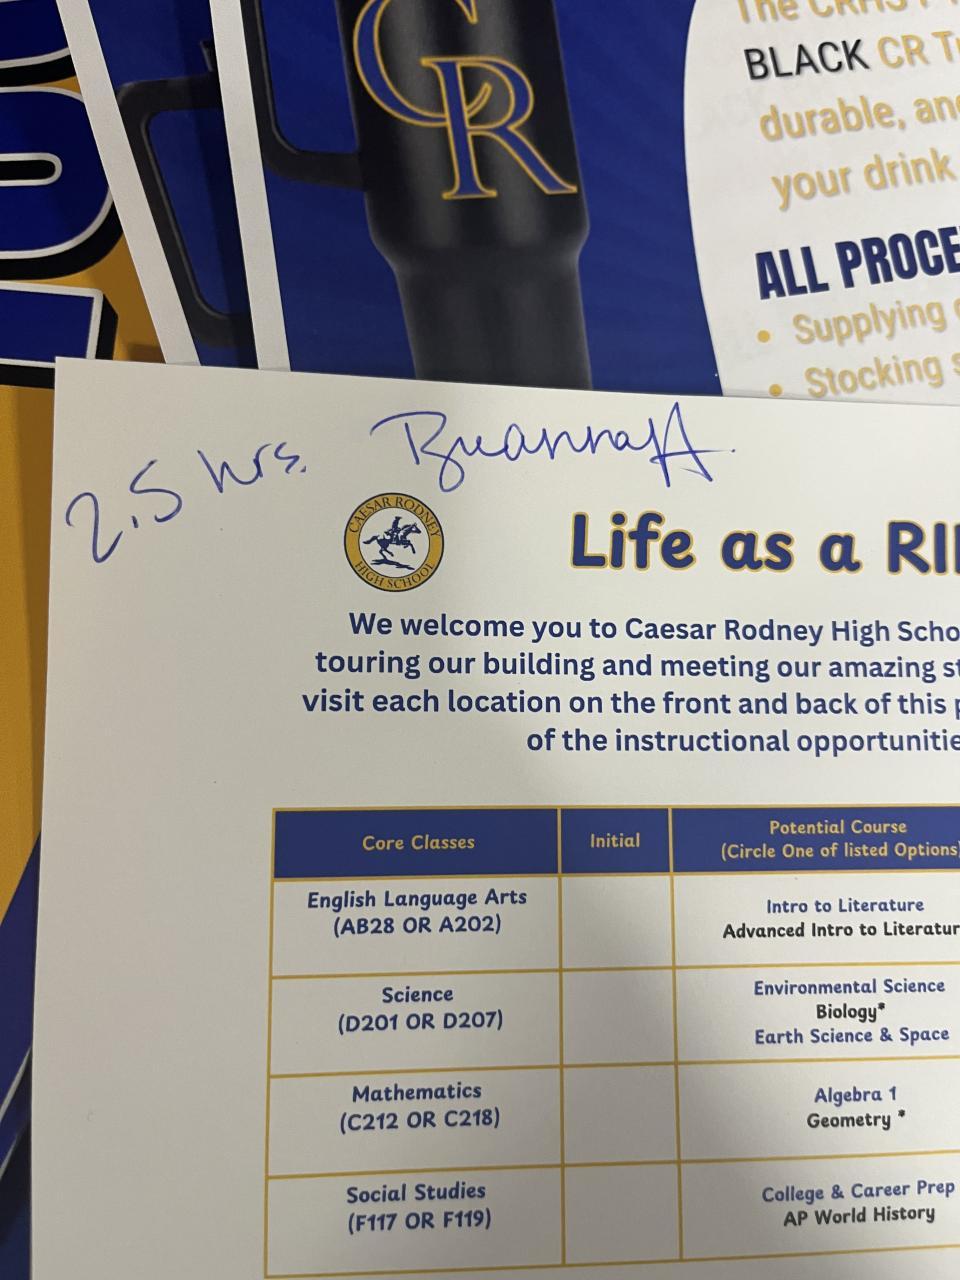 CR
The CRHS
BLACK CR
durable, and
your drink
ALL PROCE
• Supplying
• Stocking
2.5 hrs.
CAESAR RODNEY
HIGH SCHOOL
Life as a RI
We welcome you to Caesar Rodney High Scho
touring our building and meeting our amazing st
visit each location on the front and back of this p
of the instructional opportunitie
Core Classes Initial Potential Course
(Circle One of listed Options)
English Language Arts
(AB28 OR A202)
Intro to Literature
Advanced Intro to Literatur
Science
(D201 OR D207)
Environmental Science
Biology*
Earth Science & Space
Mathematics
(C212 OR C218)
Algebra 1
Geometry *
Social Studies
(F117 OR F119)
College & Career Prep
AP World History